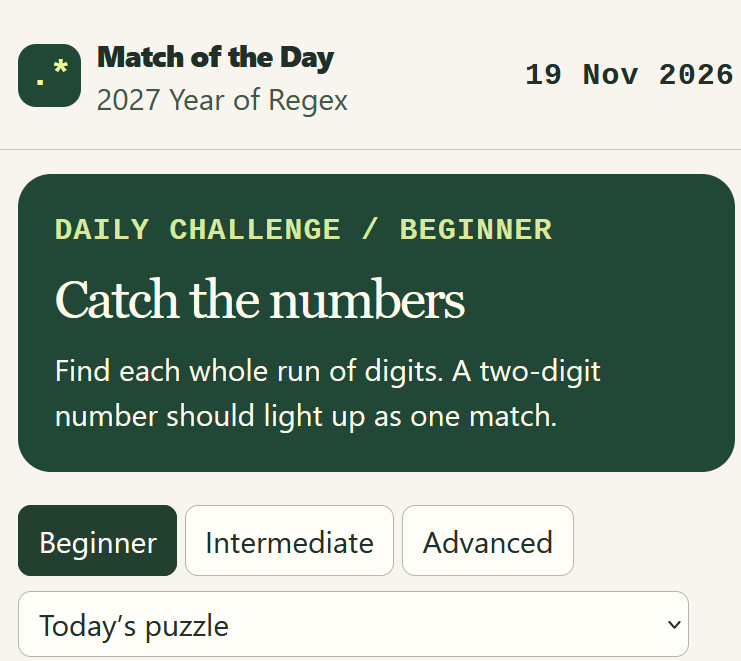 .*
Match of the Day
2027 Year of Regex
19 Nov 2026
DAILY CHALLENGE / BEGINNER
Catch the numbers
Find each whole run of digits. A two-digit
number should light up as one match.
Beginner
Intermediate
Advanced
Today’s puzzle